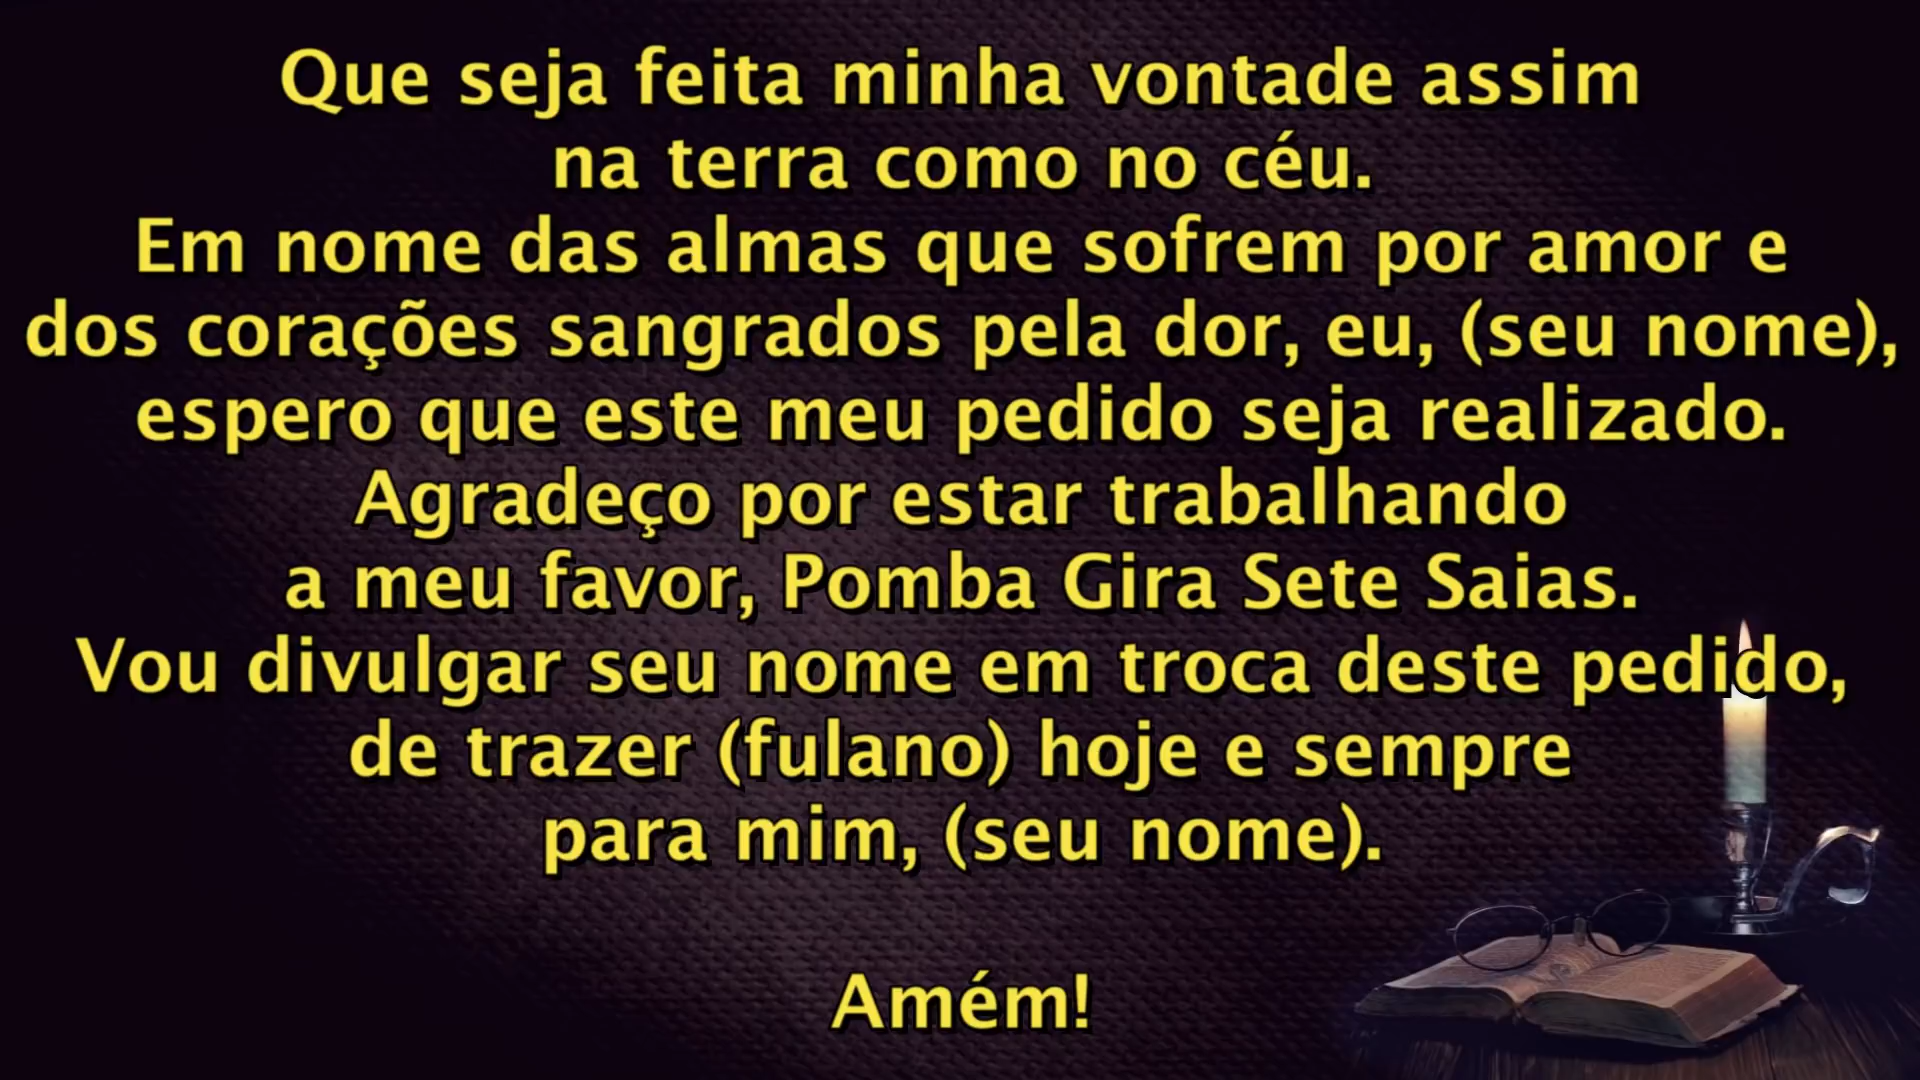 Que seja feita minha vontade assim
na terra como no céu.
Em nome das almas que sofrem por amor e
dos corações sangrados pela dor, eu, (seu nome),
espero que este meu pedido seja realizado.
Agradeço por estar trabalhando
a meu favor, Pomba Gira Sete Saias.
Vou divulgar seu nome em troca deste pedido,
de trazer (fulano) hoje e sempre
para mim, (seu nome).
Amém!